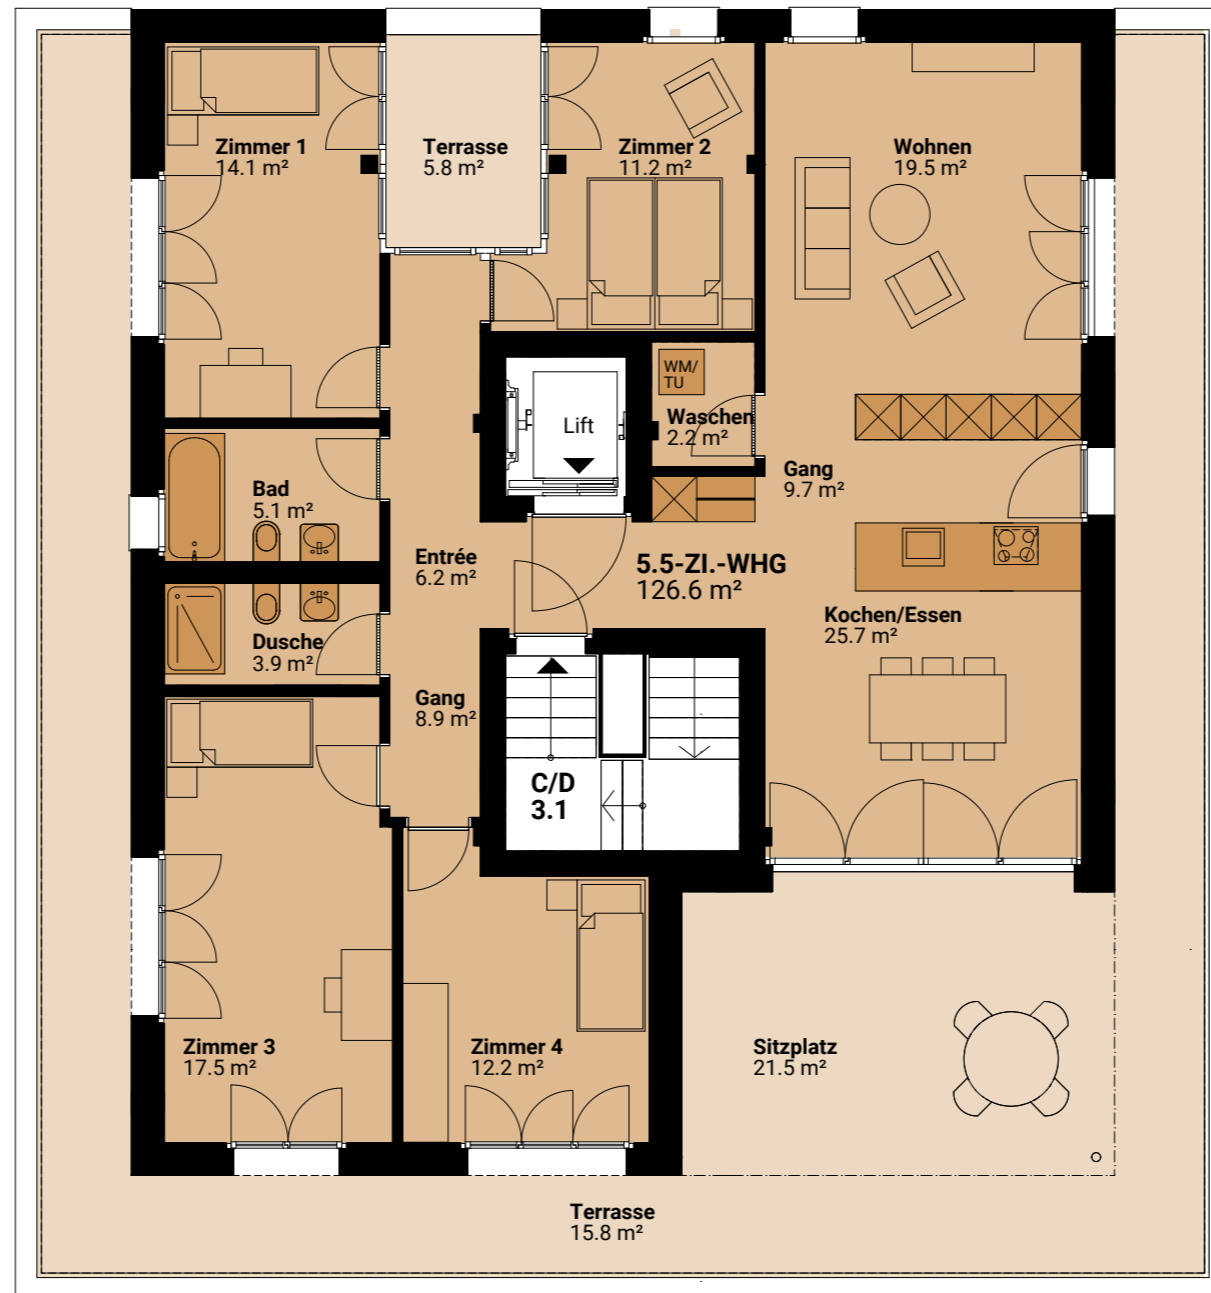 Zimmer 1
14.1 m²
Terrasse
5.8 m²
Zimmer 2
11.2 m²
Wohnen
19.5 m²
WM/
TU
Lift
Waschen
2.2 m²
Gang
9.7 m²
Bad
5.1 m²
Entrée
6.2 m²
5.5-ZI.-WHG
126.6 m²
Kochen/Essen
25.7 m²
Dusche
3.9 m²
Gang
8.9 m²
C/D
3.1
Zimmer 3
17.5 m²
Zimmer 4
12.2 m²
Sitzplatz
21.5 m²
Terrasse
15.8 m²